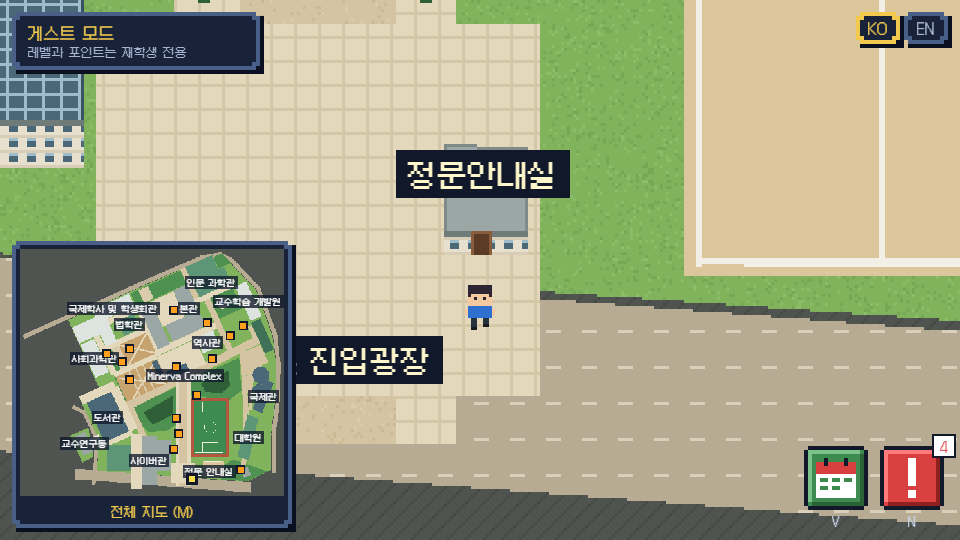 게스트 모드
레벨과 포인트는 재학생 전용
KO
EN
정문안내실
진입광장
인문 과학관
국제학사 및 학생회관
본관
교수학습 개발원
법학관
역사관
사회과학관
Minerva Complex
국제관
도서관
교수연구동
대학원
사이버관
정문 안내실
전체 지도 (M)
4
V
N